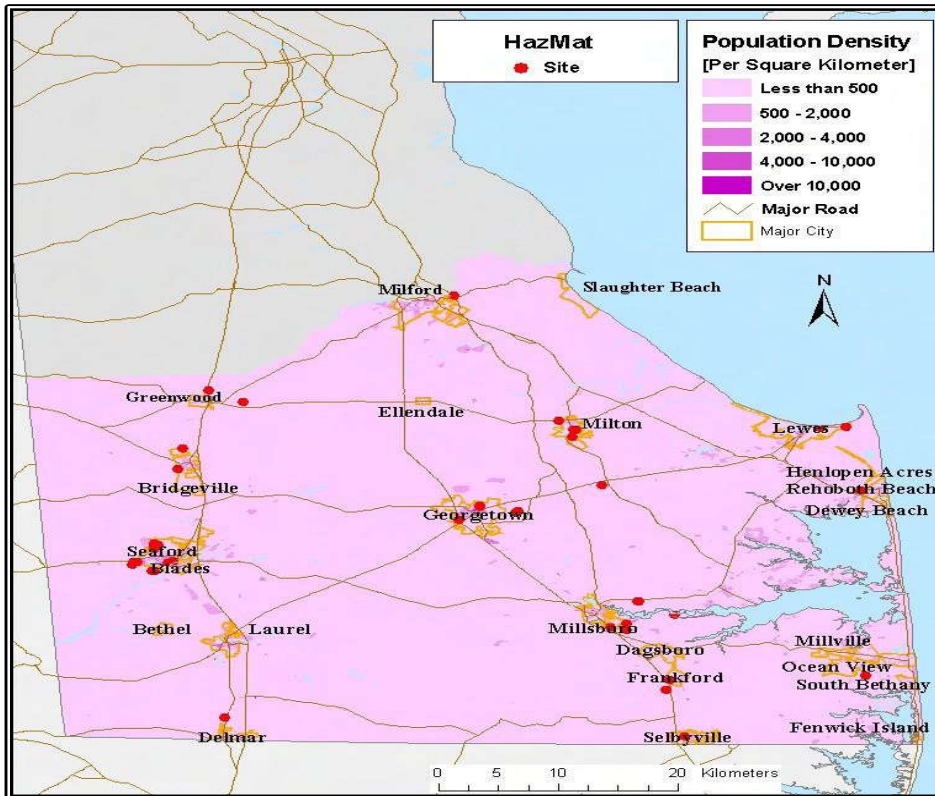 HazMat
Site
Population Density
[Per Square Kilometer]
Less than 500
500 - 2,000
2,000 - 4,000
4,000 - 10,000
Over 10,000
Major Road
Major City
N
Milford
Slaughter Beach
Greenwood
Ellendale
Milton
Lewes
Henlopen Acres
Rehoboth Beach
Dewey Beach
Bridgeville
Georgetown
Seaford
Blades
Bethel
Laurel
Millsboro
Dagsboro
Millville
Ocean View
South Bethany
Frankford
Fenwick Island
Delmar
Selbyville
0 5 10 20 Kilometers